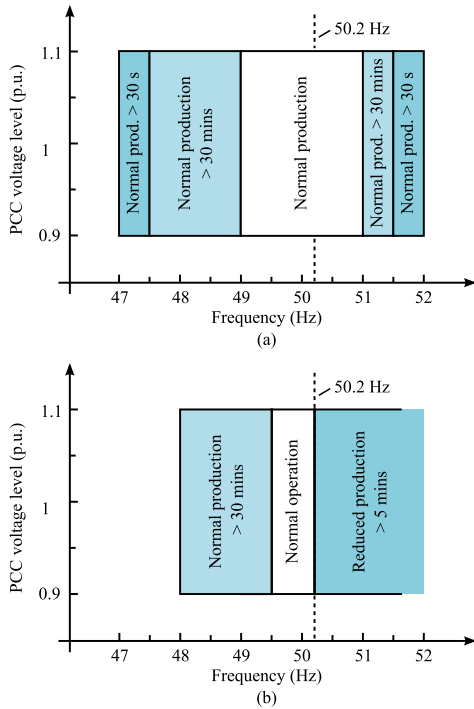 50.2 Hz
1.1
1
0.9
PCC voltage level (p.u.)
Normal prod. > 30 s
Normal production
> 30 mins
Normal production
Normal prod. > 30 mins
Normal prod. > 30 s
47 48 49 50 51 52
Frequency (Hz)
(a)
50.2 Hz
1.1
1
0.9
PCC voltage level (p.u.)
Normal production
> 30 mins
Normal operation
Reduced production
> 5 mins
47 48 49 50 51 52
Frequency (Hz)
(b)